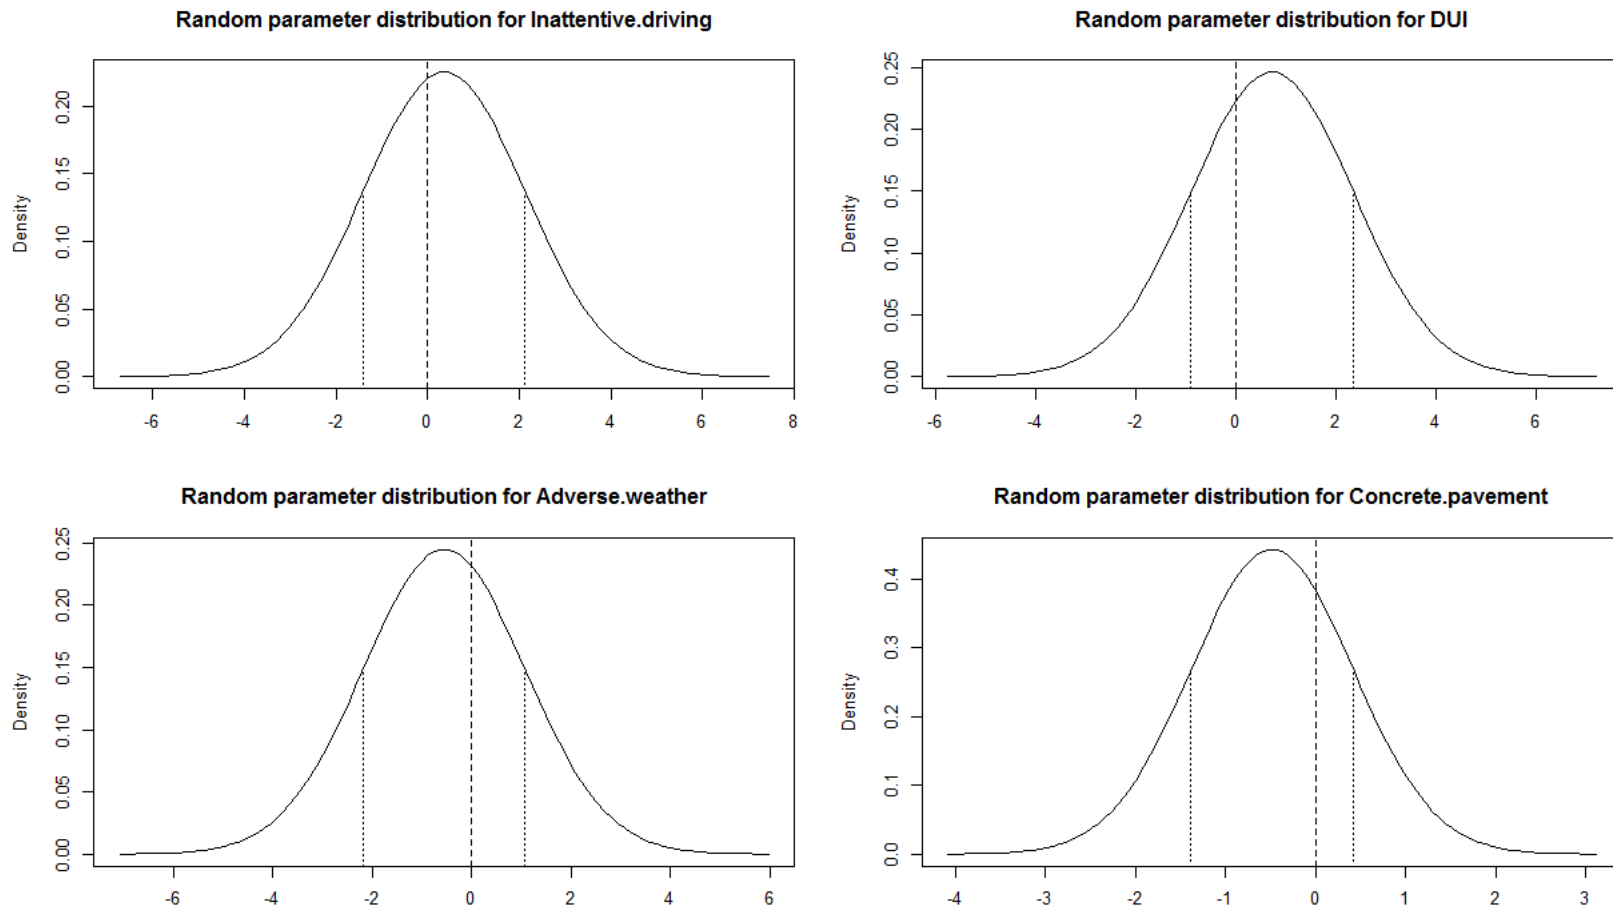 Random parameter distribution for Inattentive.driving
Density
0.00 0.05 0.10 0.15 0.20
-6 -4 -2 0 2 4 6 8
Random parameter distribution for DUI
Density
0.00 0.05 0.10 0.15 0.20 0.25
-6 -4 -2 0 2 4 6
Random parameter distribution for Adverse.weather
Density
0.00 0.05 0.10 0.15 0.20 0.25
-6 -4 -2 0 2 4 6
Random parameter distribution for Concrete.pavement
Density
0.0 0.1 0.2 0.3 0.4
-4 -3 -2 -1 0 1 2 3